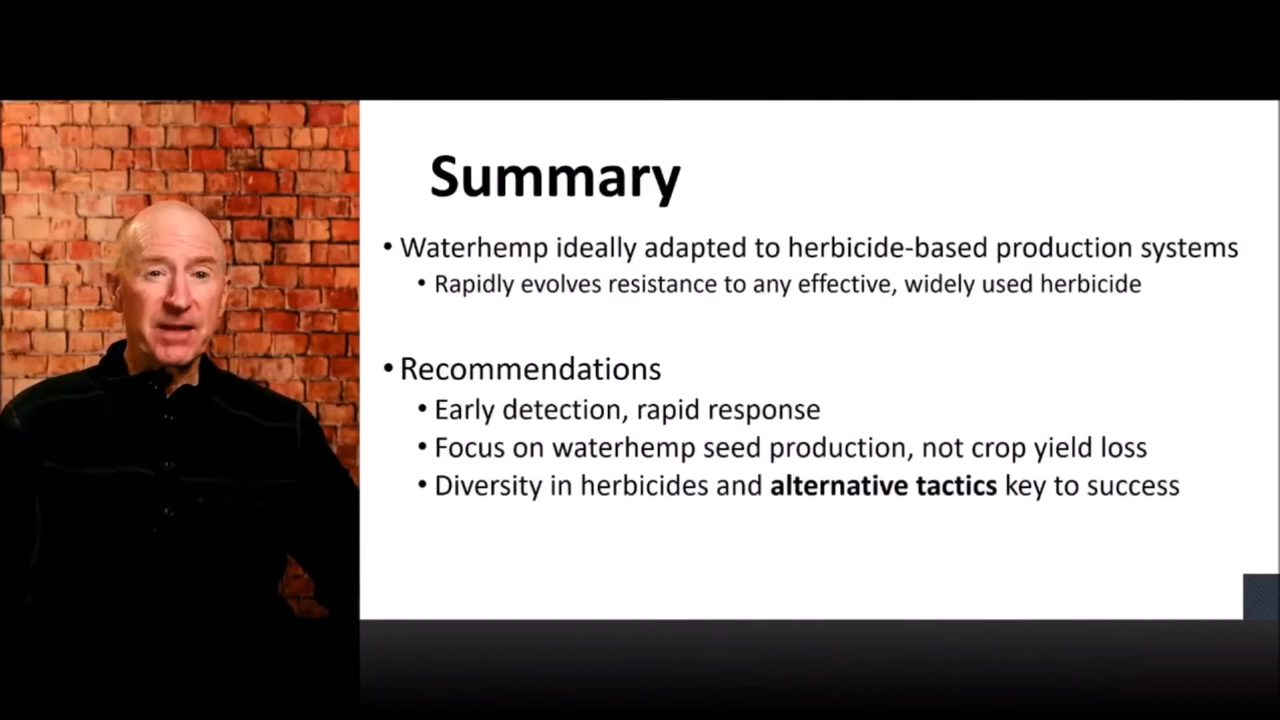 Summary
• Waterhemp ideally adapted to herbicide-based production systems
• Rapidly evolves resistance to any effective, widely used herbicide
• Recommendations
• Early detection, rapid response
• Focus on waterhemp seed production, not crop yield loss
• Diversity in herbicides and alternative tactics key to success